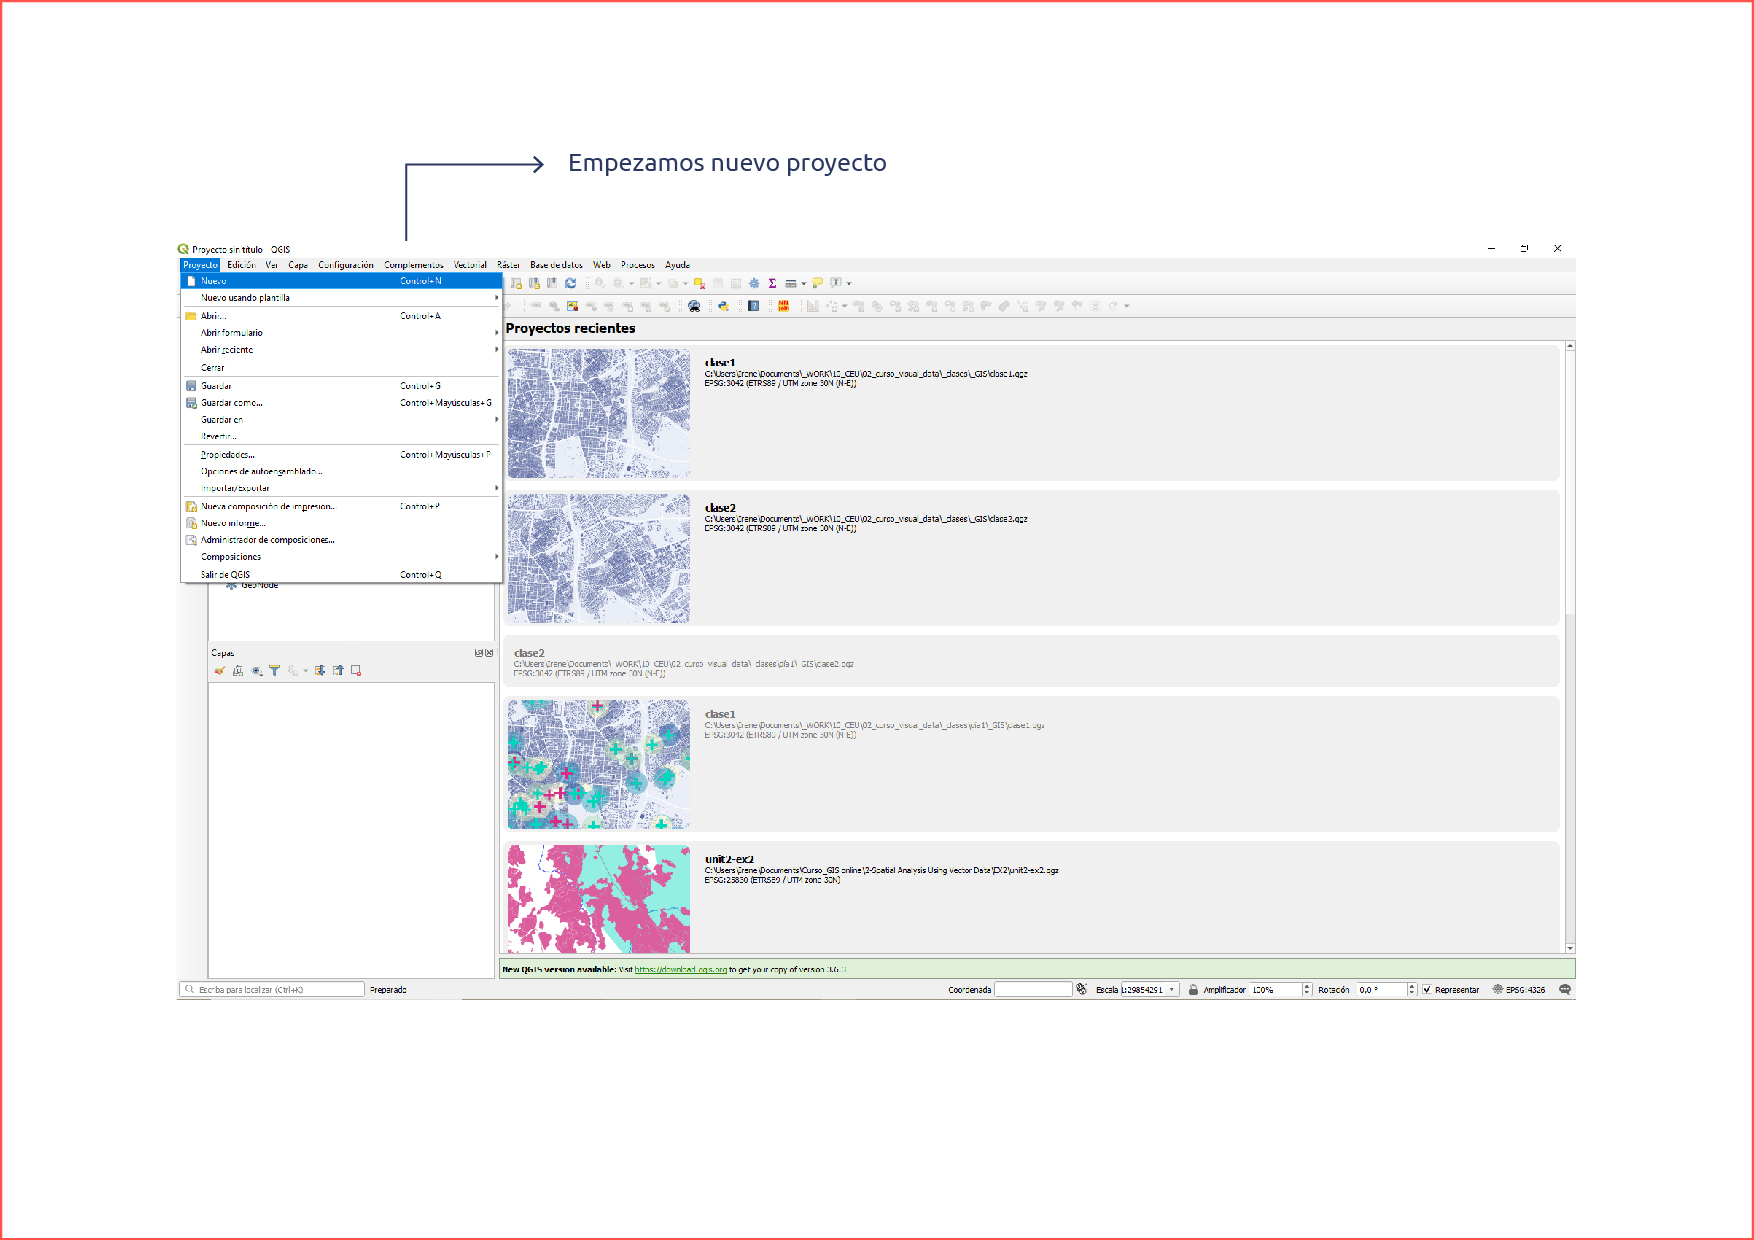 Empezamos nuevo proyecto
Proyecto sin título - QGIS
Proyecto Edición Ver Capa Configuración Complementos Vectorial Ráster Base de datos Web Procesos Ayuda
Nuevo Control+N
Nuevo usando plantilla
Abrir... Control+A
Abrir formulario
Abrir reciente
Cerrar
Guardar Control+G
Guardar como... Control+Mayúsculas+G
Guardar en
Revertir...
Propiedades... Control+Mayúsculas+P
Opciones de autoensamblado...
Importar/Exportar
Nueva composición de impresión... Control+P
Nuevo informe...
Administrador de composiciones...
Composiciones
Salir de QGIS Control+Q
GeoNode
Capas
Proyectos recientes
clase1
C:\Users\Irene\Documents\_WORK\10_CEU\02_curso_visual_data\_clases\_GIS\clase1.qgz
EPSG:3042 (ETRS89 / UTM zone 30N (N-E))
clase2
C:\Users\Irene\Documents\_WORK\10_CEU\02_curso_visual_data\_clases\_GIS\clase2.qgz
EPSG:3042 (ETRS89 / UTM zone 30N (N-E))
clase2
C:\Users\Irene\Documents\_WORK\10_CEU\02_curso_visual_data\_clases\día1\_GIS\clase2.qgz
EPSG:3042 (ETRS89 / UTM zone 30N (N-E))
clase1
C:\Users\Irene\Documents\_WORK\10_CEU\02_curso_visual_data\_clases\día1\_GIS\clase1.qgz
EPSG:3042 (ETRS89 / UTM zone 30N (N-E))
unit2-ex2
C:\Users\Irene\Documents\Curso_GIS online\2-Spatial Analysis Using Vector Data\EX2\unit2-ex2.qgz
EPSG:25830 (ETRS89 / UTM zone 30N)
New QGIS version available: Visit https://download.qgis.org to get your copy of version 3.6.3
Escriba para localizar (Ctrl+K) Preparado Coordenada Escala 1:29854291 Amplificador 100% Rotación 0,0 ° Representar EPSG:4326